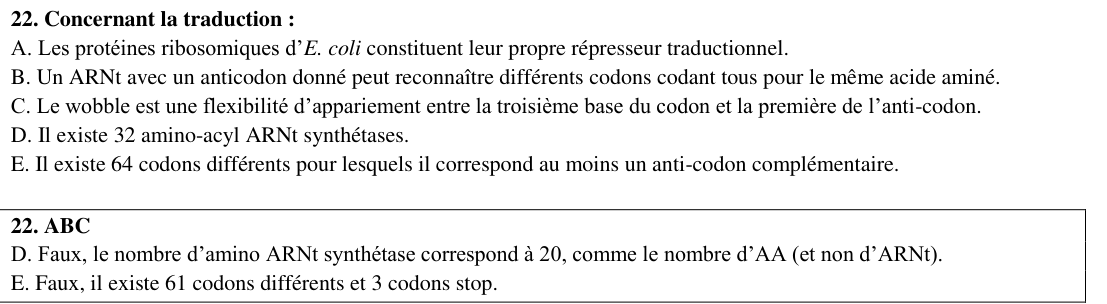 22. Concernant la traduction :
A. Les protéines ribosomiques d'E. coli constituent leur propre répresseur traductionnel.
B. Un ARNt avec un anticodon donné peut reconnaître différents codons codant tous pour le même acide aminé.
C. Le wobble est une flexibilité d'appariement entre la troisième base du codon et la première de l'anti-codon.
D. Il existe 32 amino-acyl ARNt synthétases.
E. Il existe 64 codons différents pour lesquels il correspond au moins un anti-codon complémentaire.
22. ABC
D. Faux, le nombre d'amino ARNt synthétase correspond à 20, comme le nombre d'AA (et non d'ARNt).
E. Faux, il existe 61 codons différents et 3 codons stop.